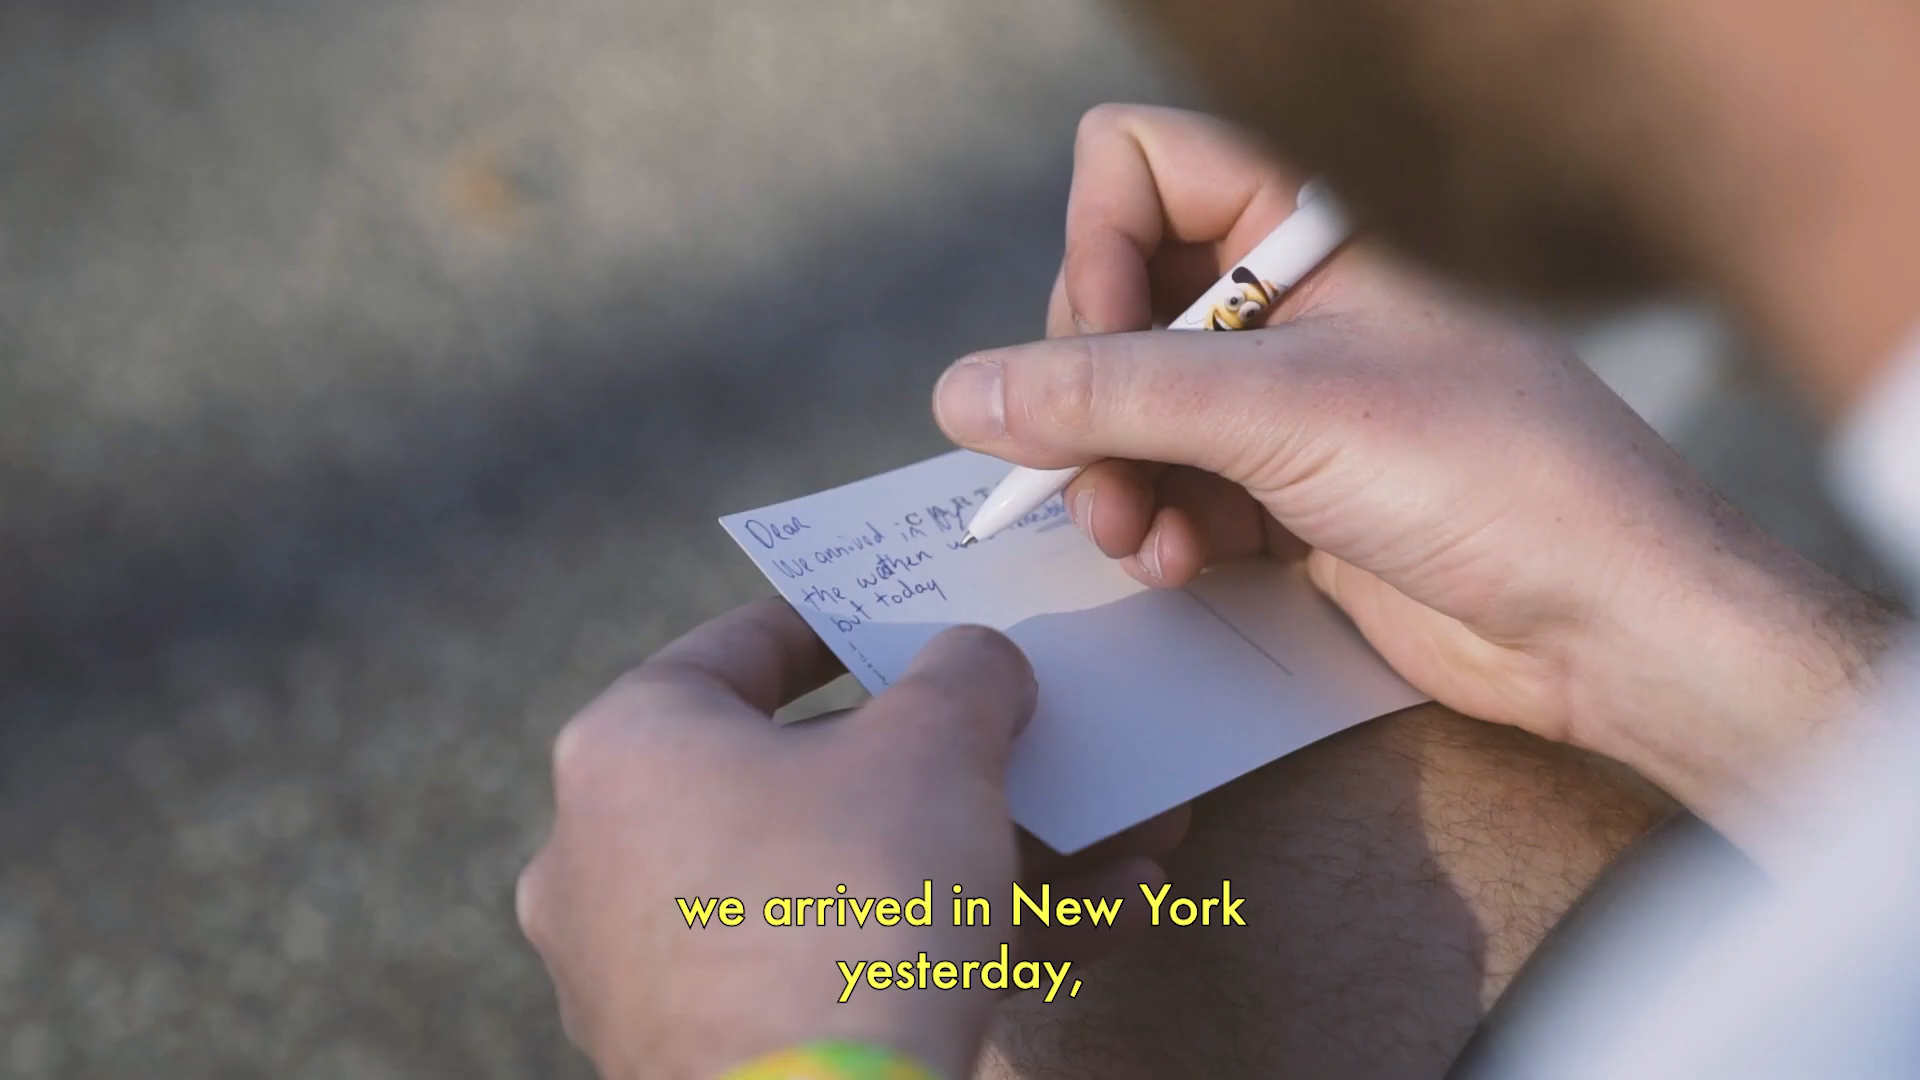 Dear
We arrived in
the weather
but today
we arrived in New York
yesterday,